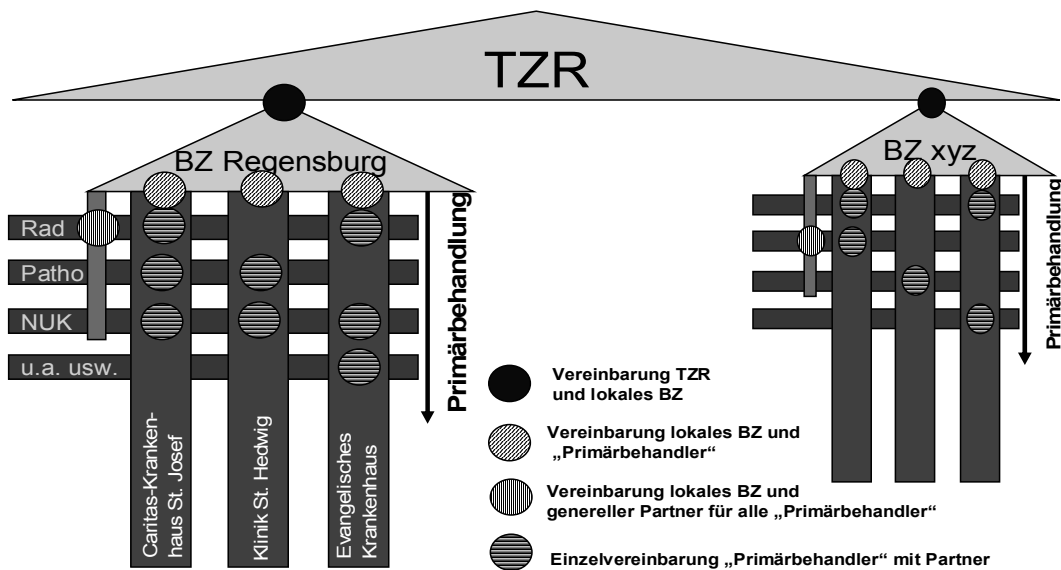 TZR
BZ Regensburg
BZ xyz
Rad
Patho
NUK
u.a. usw.
Caritas-Kranken-
haus St. Josef
Klinik St. Hedwig
Evangelisches
Krankenhaus
Primärbehandlung
Primärbehandlung
Vereinbarung TZR
und lokales BZ
Vereinbarung lokales BZ und
„Primärbehandler“
Vereinbarung lokales BZ und
genereller Partner für alle „Primärbehandler“
Einzelvereinbarung „Primärbehandler“ mit Partner